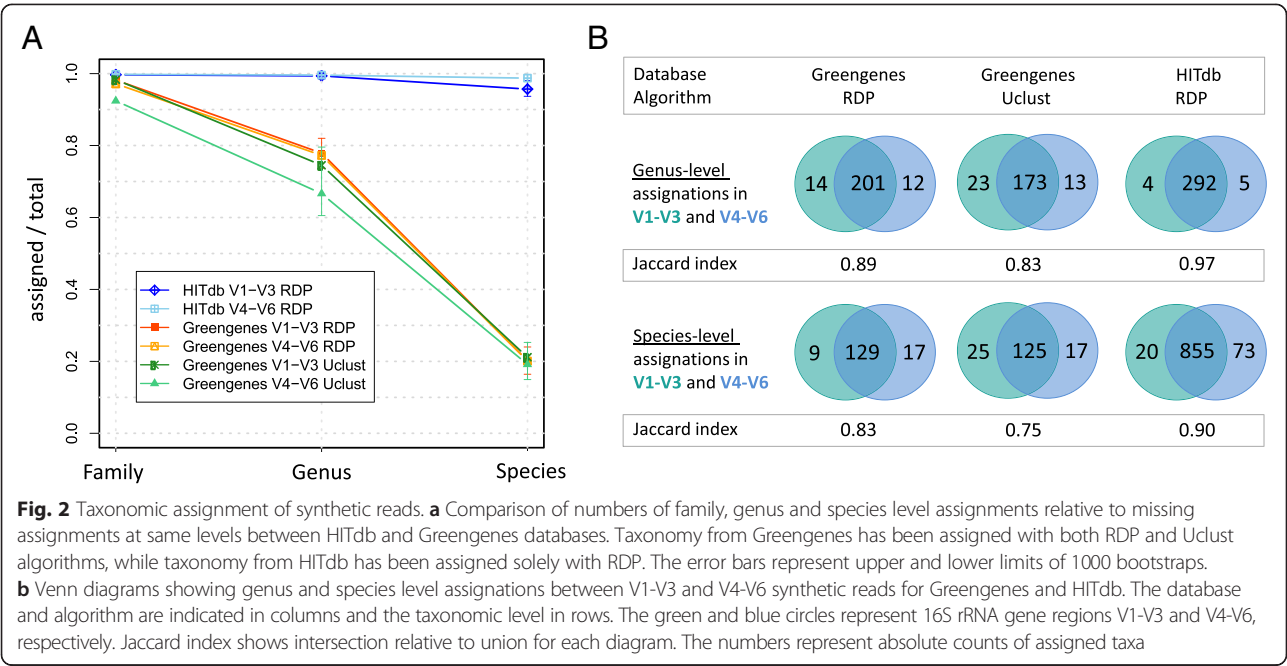 A
B
1.0
0.8
0.6
0.4
0.2
0.0
assigned / total
HITdb V1−V3 RDP
HITdb V4−V6 RDP
Greengenes V1−V3 RDP
Greengenes V4−V6 RDP
Greengenes V1−V3 Uclust
Greengenes V4−V6 Uclust
Family Genus Species
Database Algorithm
Greengenes RDP
Greengenes Uclust
HITdb RDP
Genus-level
assignations in
V1-V3 and V4-V6
14 201 12 23 173 13 4 292 5
Jaccard index 0.89 0.83 0.97
Species-level
assignations in
V1-V3 and V4-V6
9 129 17 25 125 17 20 855 73
Jaccard index 0.83 0.75 0.90
Fig. 2 Taxonomic assignment of synthetic reads. a Comparison of numbers of family, genus and species level assignments relative to missing
assignments at same levels between HITdb and Greengenes databases. Taxonomy from Greengenes has been assigned with both RDP and Uclust
algorithms, while taxonomy from HITdb has been assigned solely with RDP. The error bars represent upper and lower limits of 1000 bootstraps.
b Venn diagrams showing genus and species level assignations between V1-V3 and V4-V6 synthetic reads for Greengenes and HITdb. The database
and algorithm are indicated in columns and the taxonomic level in rows. The green and blue circles represent 16S rRNA gene regions V1-V3 and V4-V6,
respectively. Jaccard index shows intersection relative to union for each diagram. The numbers represent absolute counts of assigned taxa